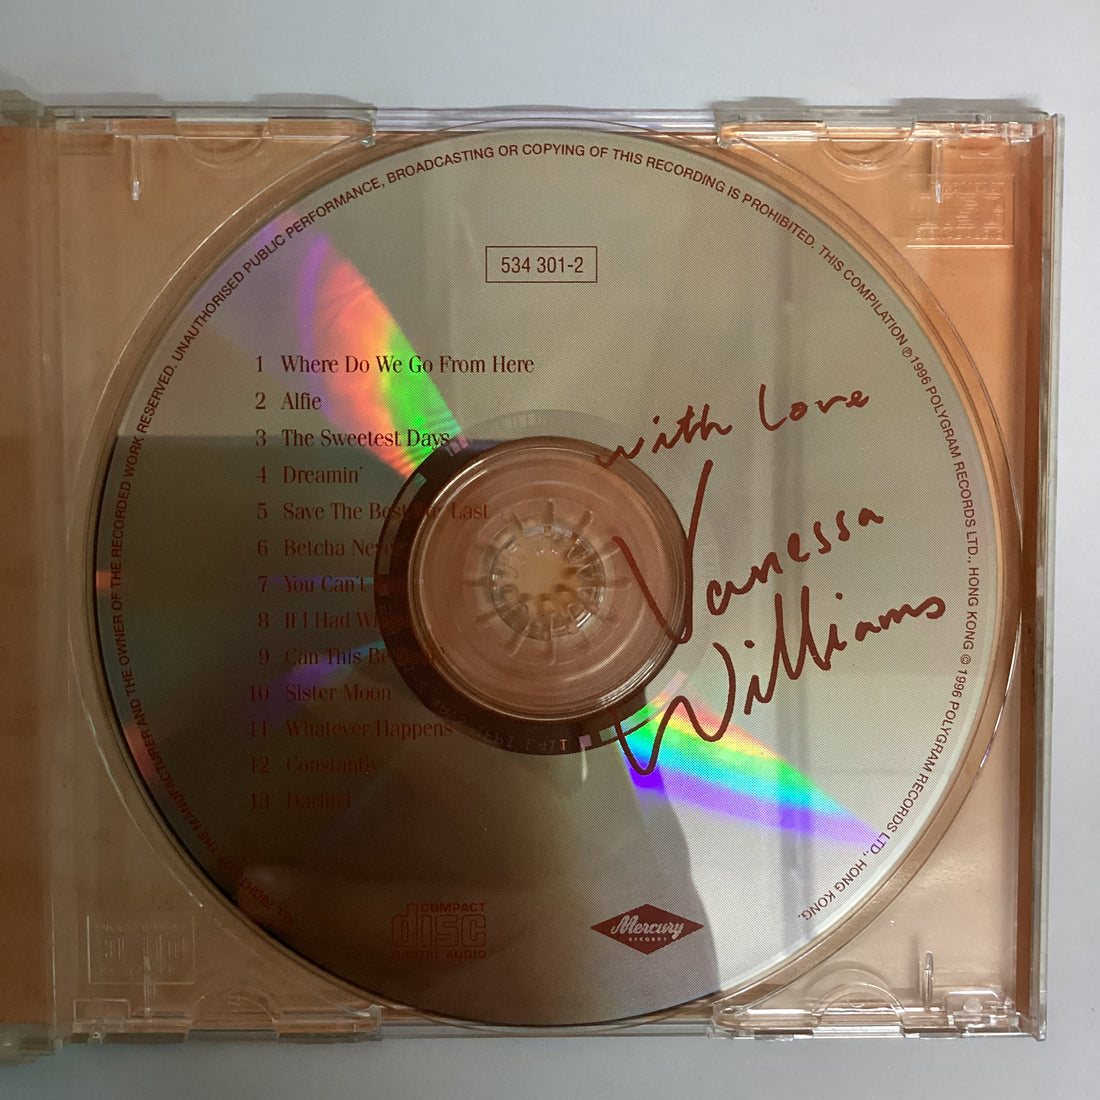 ALL RIGHTS OF THE MANUFACTURER AND THE OWNER OF THE RECORDED WORK RESERVED. UNAUTHORISED PUBLIC PERFORMANCE, BROADCASTING OR COPYING OF THIS RECORDING IS PROHIBITED. THIS COMPILATION ℗ 1996 POLYGRAM RECORDS LTD., HONG KONG © 1996 POLYGRAM RECORDS LTD., HONG KONG.
534 301-2
1 Where Do We Go From Here
2 Alfie
3 The Sweetest Days
4 Dreamin'
5 Save The Best Last
6 Betcha
7 You Can't
8 If I Had
9 Can This Be
10 Sister Moon
11 Whatever Happens
12 Constantly
13
with Love
Vanessa
Williams
COMPACT
disc
DIGITAL AUDIO
Mercury
RECORDS